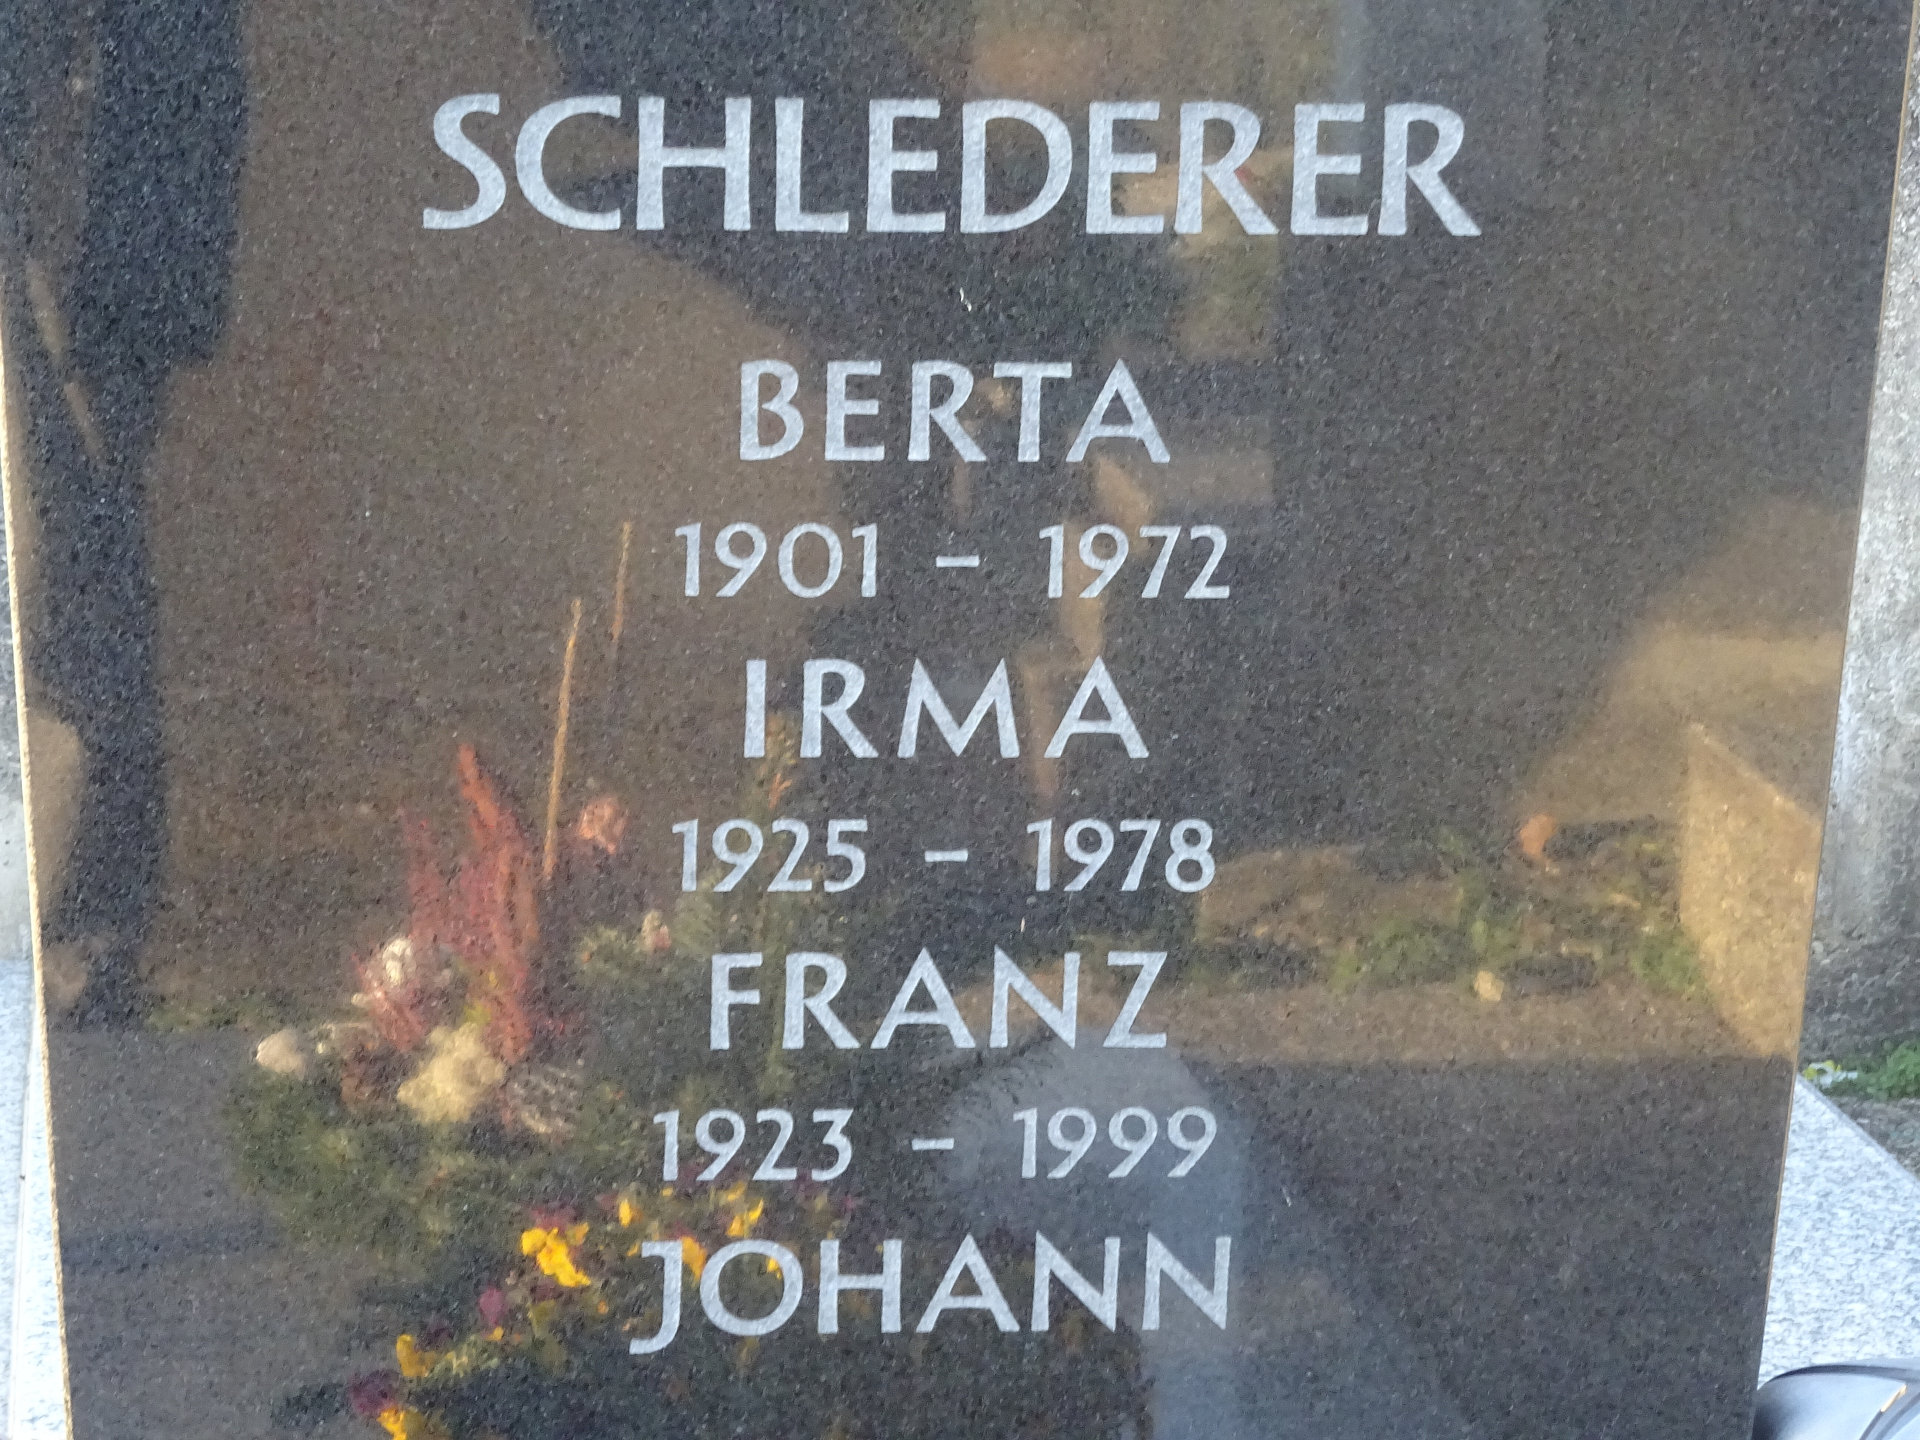 SCHLEDERER
BERTA
1901 – 1972
IRMA
1925 – 1978
FRANZ
1923 – 1999
JOHANN